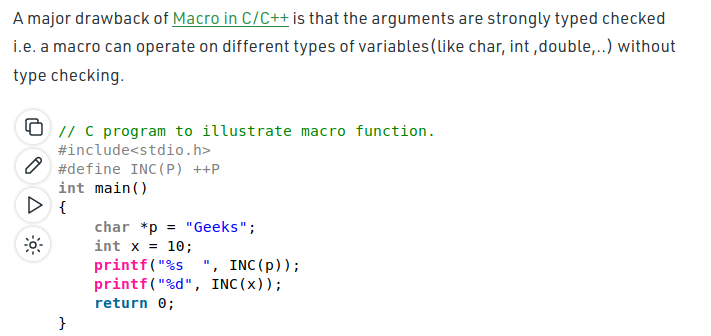 A major drawback of Macro in C/C++ is that the arguments are strongly typed checked
i.e. a macro can operate on different types of variables(like char, int ,double,..) without
type checking.
// C program to illustrate macro function.
#include<stdio.h>
#define INC(P) ++P
int main()
{
    char *p = "Geeks";
    int x = 10;
    printf("%s  ", INC(p));
    printf("%d", INC(x));
    return 0;
}